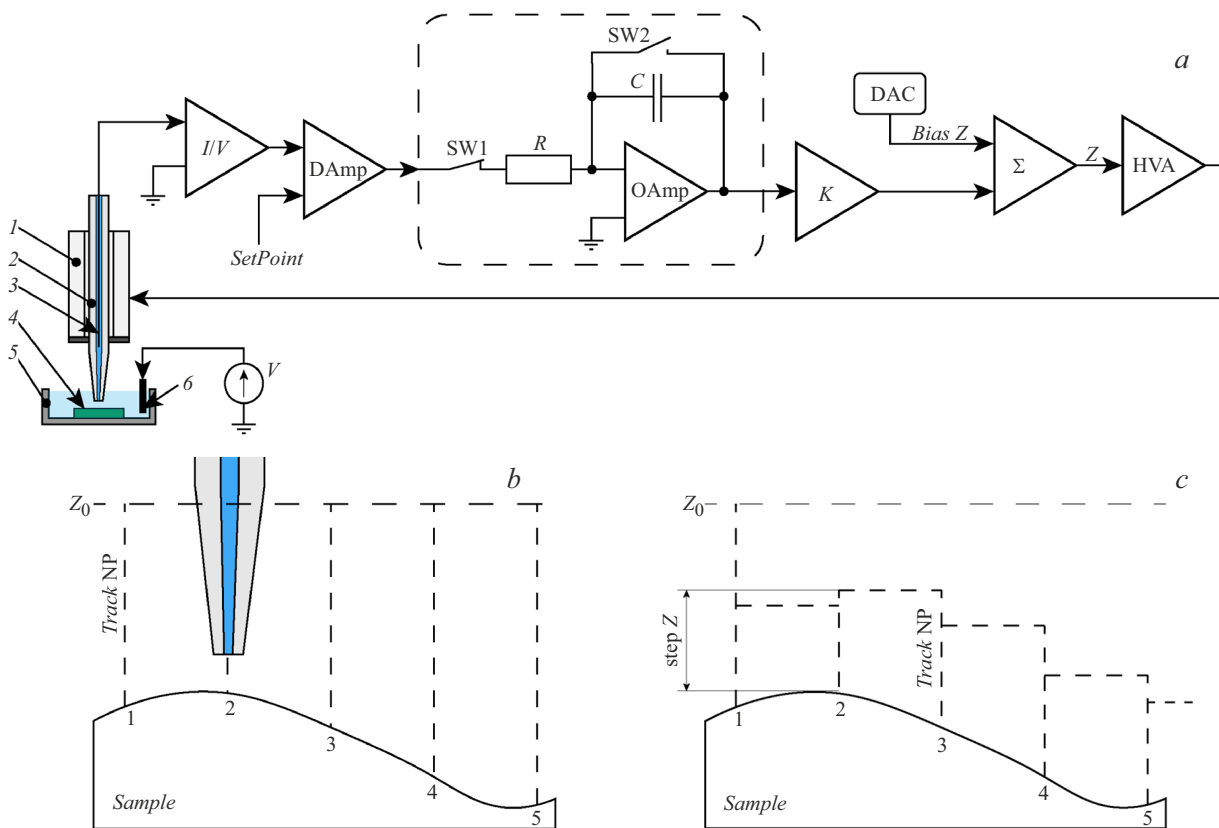 SW2
a
C
DAC
I/V
SW1
R
Bias Z
DAmp
OAmp
K
Σ
Z
HVA
SetPoint
1
2
3
4
5
6
V
b
Z0
Track NP
1
2
3
4
5
Sample
c
Z0
step Z
Track NP
1
2
3
4
5
Sample